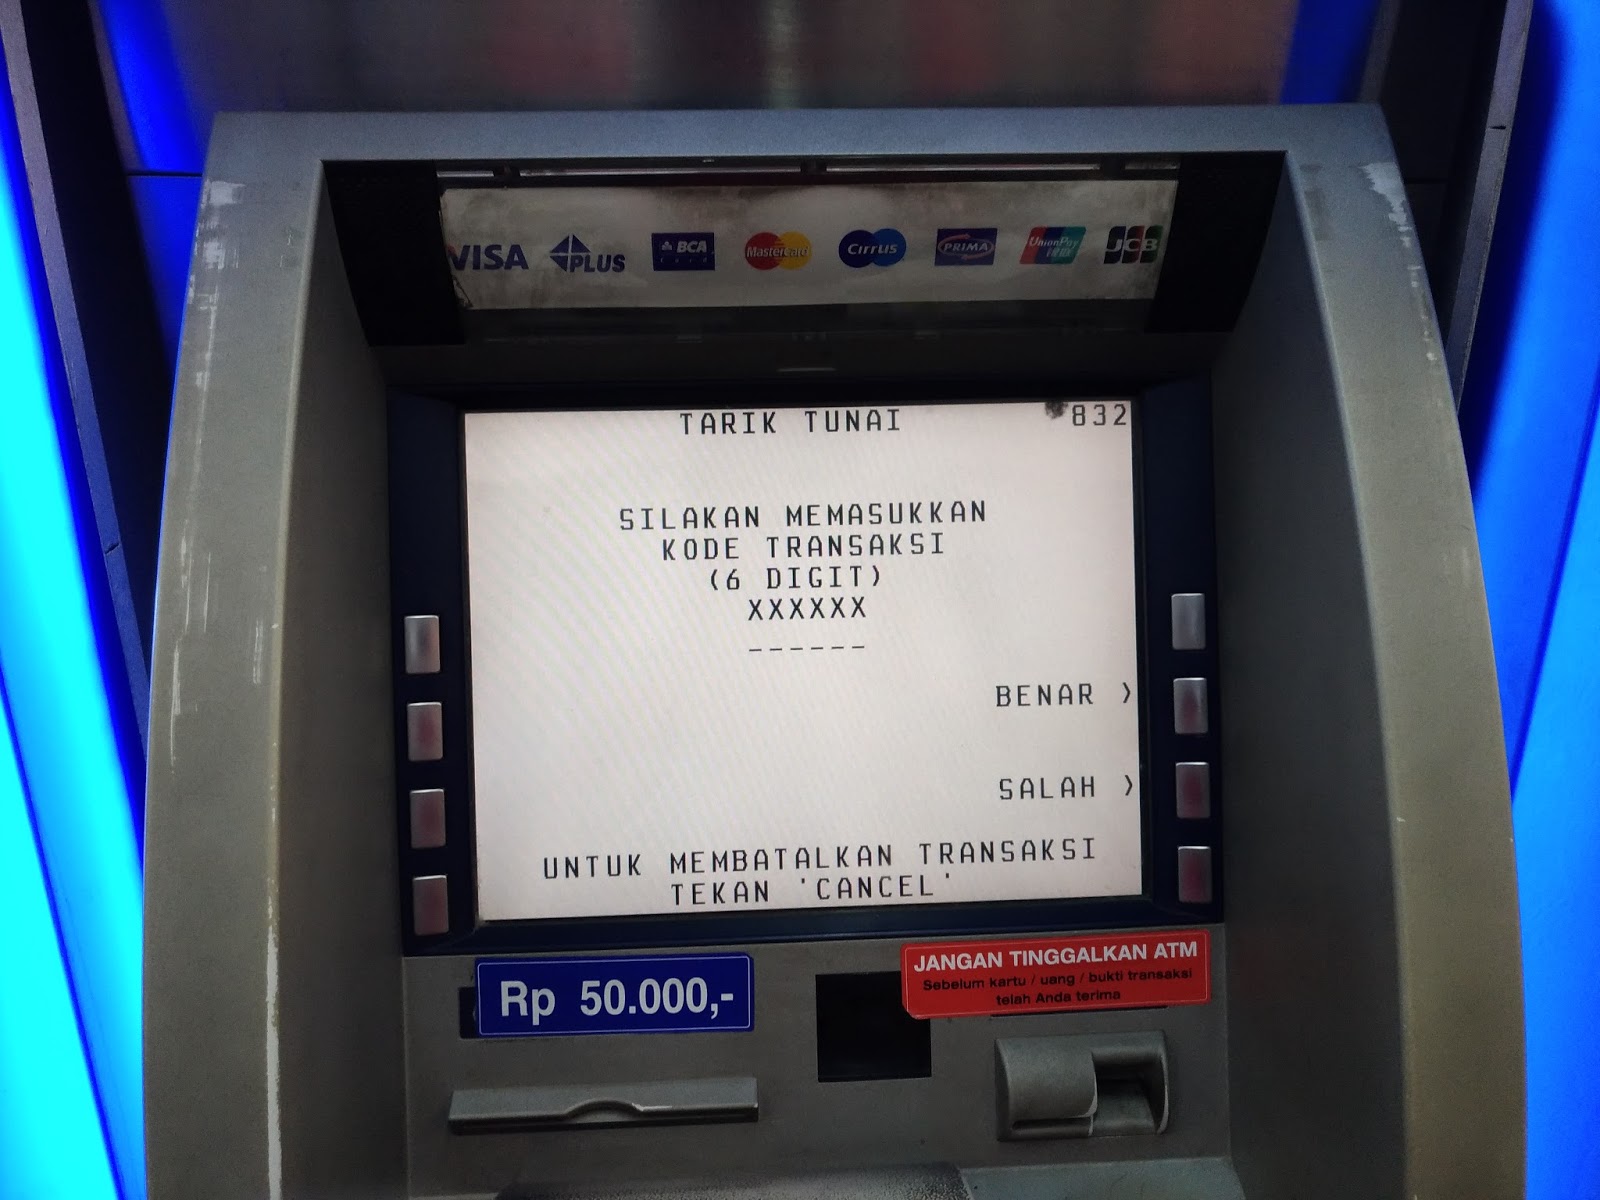 VISA
PLUS
BCA
MasterCard
Cirrus
PRIMA
UnionPay
JCB
TARIK TUNAI
832
SILAKAN MEMASUKKAN
KODE TRANSAKSI
(6 DIGIT)
XXXXXX
------
BENAR >
SALAH >
UNTUK MEMBATALKAN TRANSAKSI
TEKAN 'CANCEL'
Rp 50.000,-
JANGAN TINGGALKAN ATM
Sebelum kartu / uang / bukti transaksi
telah Anda terima